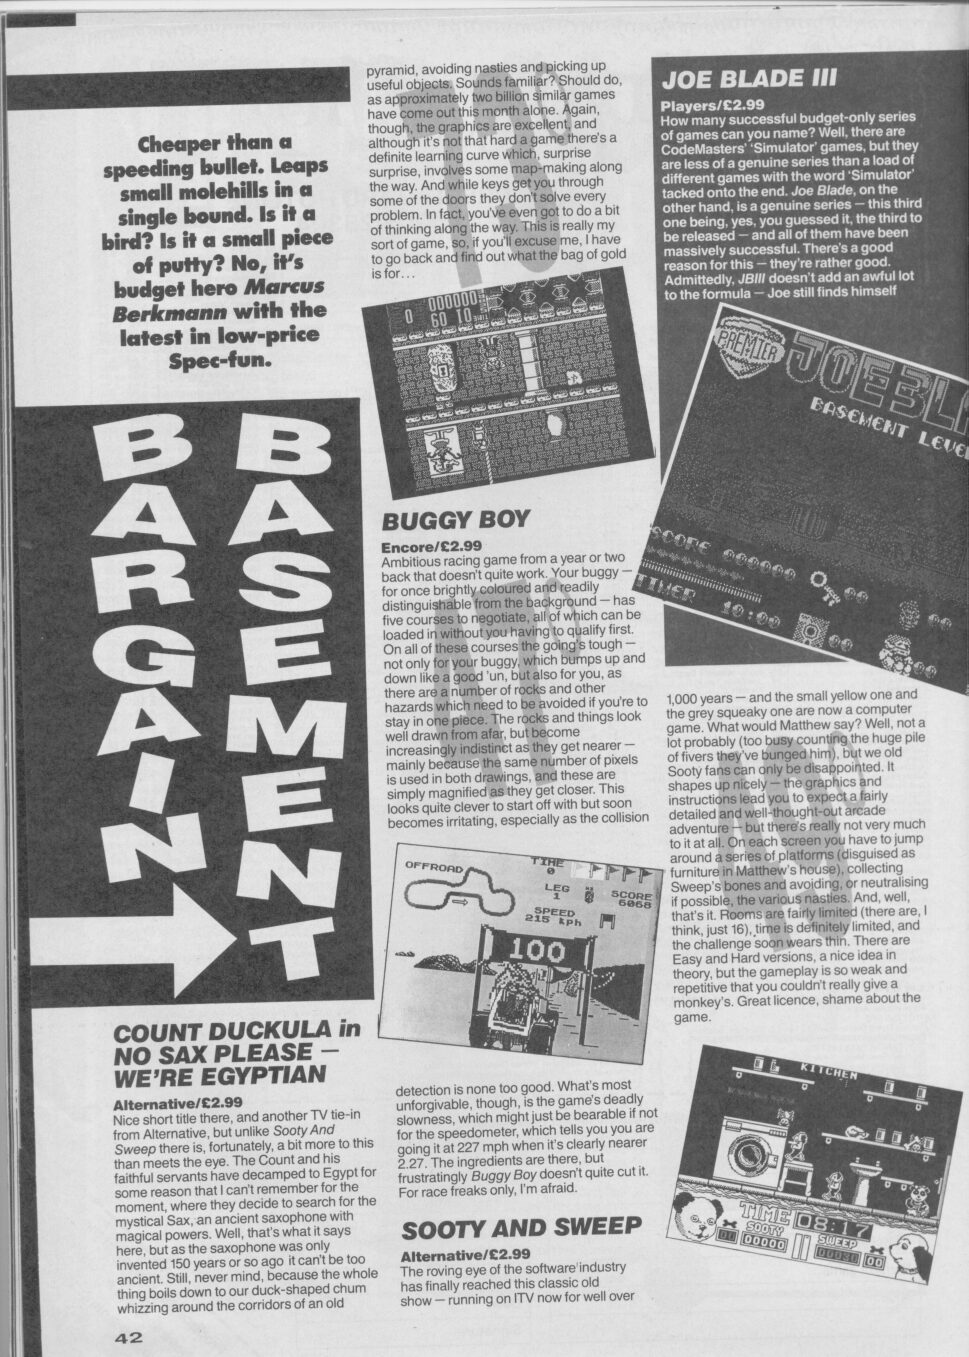 Cheaper than a
speeding bullet. Leaps
small molehills in a
single bound. Is it a
bird? Is it a small piece
of putty? No, it's
budget hero Marcus
Berkmann with the
latest in low-price
Spec-fun.
BARGAIN
BASEMENT
COUNT DUCKULA in
NO SAX PLEASE —
WE'RE EGYPTIAN
Alternative/£2.99
Nice short title there, and another TV tie-in
from Alternative, but unlike Sooty And
Sweep there is, fortunately, a bit more to this
than meets the eye. The Count and his
faithful servants have decamped to Egypt for
some reason that I can't remember for the
moment, where they decide to search for the
mystical Sax, an ancient saxophone with
magical powers. Well, that's what it says
here, but as the saxophone was only
invented 150 years or so ago it can't be too
ancient. Still, never mind, because the whole
thing boils down to our duck-shaped chum
whizzing around the corridors of an old
pyramid, avoiding nasties and picking up
useful objects. Sounds familiar? Should do,
as approximately two billion similar games
have come out this month alone. Again,
though, the graphics are excellent, and
although it's not that hard a game there's a
definite learning curve which, surprise
surprise, involves some map-making along
the way. And while keys get you through
some of the doors they don't solve every
problem. In fact, you've even got to do a bit
of thinking along the way. This is really my
sort of game, so, if you'll excuse me, I have
to go back and find out what the bag of gold
is for...
73°
000000
0 60 10
BUGGY BOY
Encore/£2.99
Ambitious racing game from a year or two
back that doesn't quite work. Your buggy —
for once brightly coloured and readily
distinguishable from the background — has
five courses to negotiate, all of which can be
loaded in without you having to qualify first.
On all of these courses the going's tough —
not only for your buggy, which bumps up and
down like a good 'un, but also for you, as
there are a number of rocks and other
hazards which need to be avoided if you're to
stay in one piece. The rocks and things look
well drawn from afar, but become
increasingly indistinct as they get nearer —
mainly because the same number of pixels
is used in both drawings, and these are
simply magnified as they get closer. This
looks quite clever to start off with but soon
becomes irritating, especially as the collision
47°
OFFROAD
TIME
0
LEG
1
SCORE
6068
SPEED
215 kph
100
detection is none too good. What's most
unforgivable, though, is the game's deadly
slowness, which might just be bearable if not
for the speedometer, which tells you you are
going it at 227 mph when it's clearly nearer
2.27. The ingredients are there, but
frustratingly Buggy Boy doesn't quite cut it.
For race freaks only, I'm afraid.
SOOTY AND SWEEP
Alternative/£2.99
The roving eye of the software industry
has finally reached this classic old
show — running on ITV now for well over
JOE BLADE III
Players/£2.99
How many successful budget-only series
of games can you name? Well, there are
CodeMasters' 'Simulator' games, but they
are less of a genuine series than a load of
different games with the word 'Simulator'
tacked onto the end. Joe Blade, on the
other hand, is a genuine series — this third
one being, yes, you guessed it, the third to
be released — and all of them have been
massively successful. There's a good
reason for this — they're rather good.
Admittedly, JBIII doesn't add an awful lot
to the formula — Joe still finds himself
PREMIER
JOEBLA
BASEMENT LEVE
SCORE 000000
00
00
TIMER 10:00
00
00
1,000 years — and the small yellow one and
the grey squeaky one are now a computer
game. What would Matthew say? Well, not a
lot probably (too busy counting the huge pile
of fivers they've bunged him), but we old
Sooty fans can only be disappointed. It
shapes up nicely — the graphics and
instructions lead you to expect a fairly
detailed and well-thought-out arcade
adventure — but there's really not very much
to it at all. On each screen you have to jump
around a series of platforms (disguised as
furniture in Matthew's house), collecting
Sweep's bones and avoiding, or neutralising
if possible, the various nasties. And, well,
that's it. Rooms are fairly limited (there are, I
think, just 16), time is definitely limited, and
the challenge soon wears thin. There are
Easy and Hard versions, a nice idea in
theory, but the gameplay is so weak and
repetitive that you couldn't really give a
monkey's. Great licence, shame about the
game.
KITCHEN
TIME 08:17
SOOTY
SWEEP
00 00000
00
42